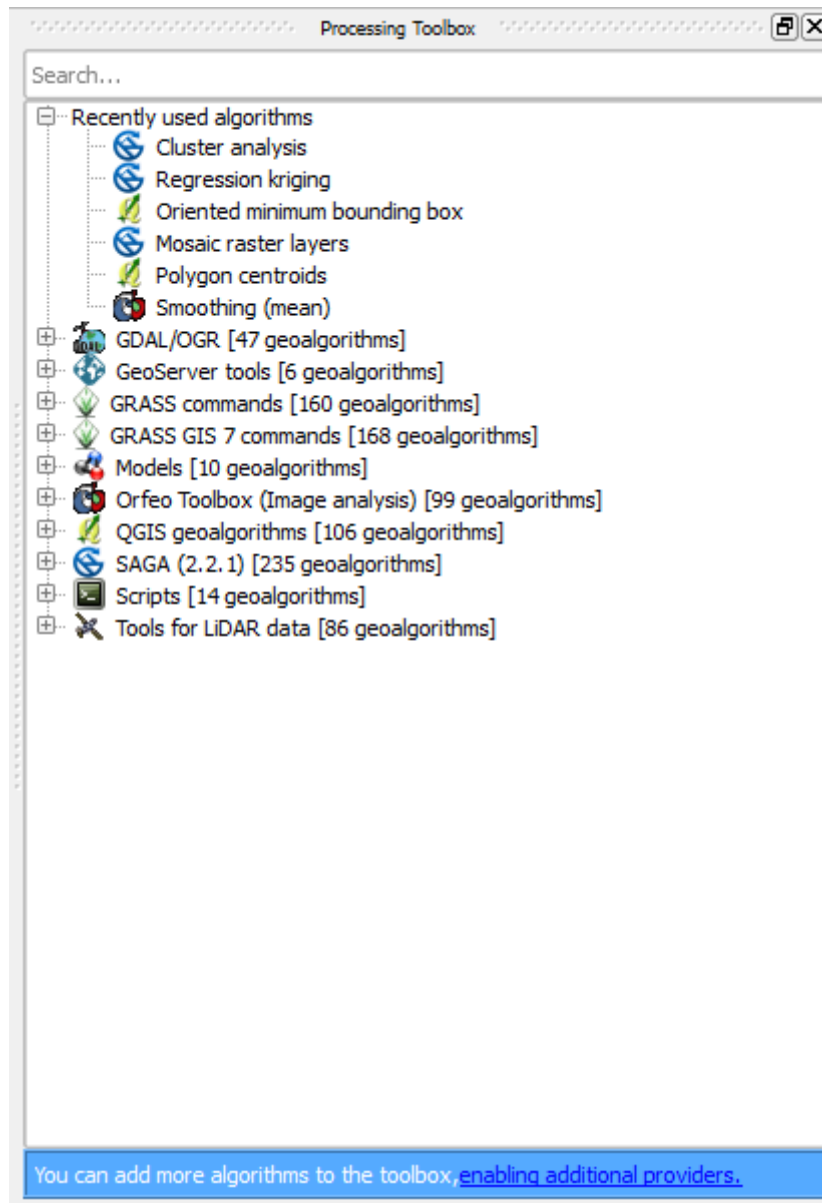 Processing Toolbox
Search...
Recently used algorithms
Cluster analysis
Regression kriging
Oriented minimum bounding box
Mosaic raster layers
Polygon centroids
Smoothing (mean)
GDAL/OGR [47 geoalgorithms]
GeoServer tools [6 geoalgorithms]
GRASS commands [160 geoalgorithms]
GRASS GIS 7 commands [168 geoalgorithms]
Models [10 geoalgorithms]
Orfeo Toolbox (Image analysis) [99 geoalgorithms]
QGIS geoalgorithms [106 geoalgorithms]
SAGA (2.2.1) [235 geoalgorithms]
Scripts [14 geoalgorithms]
Tools for LiDAR data [86 geoalgorithms]
You can add more algorithms to the toolbox, enabling additional providers.